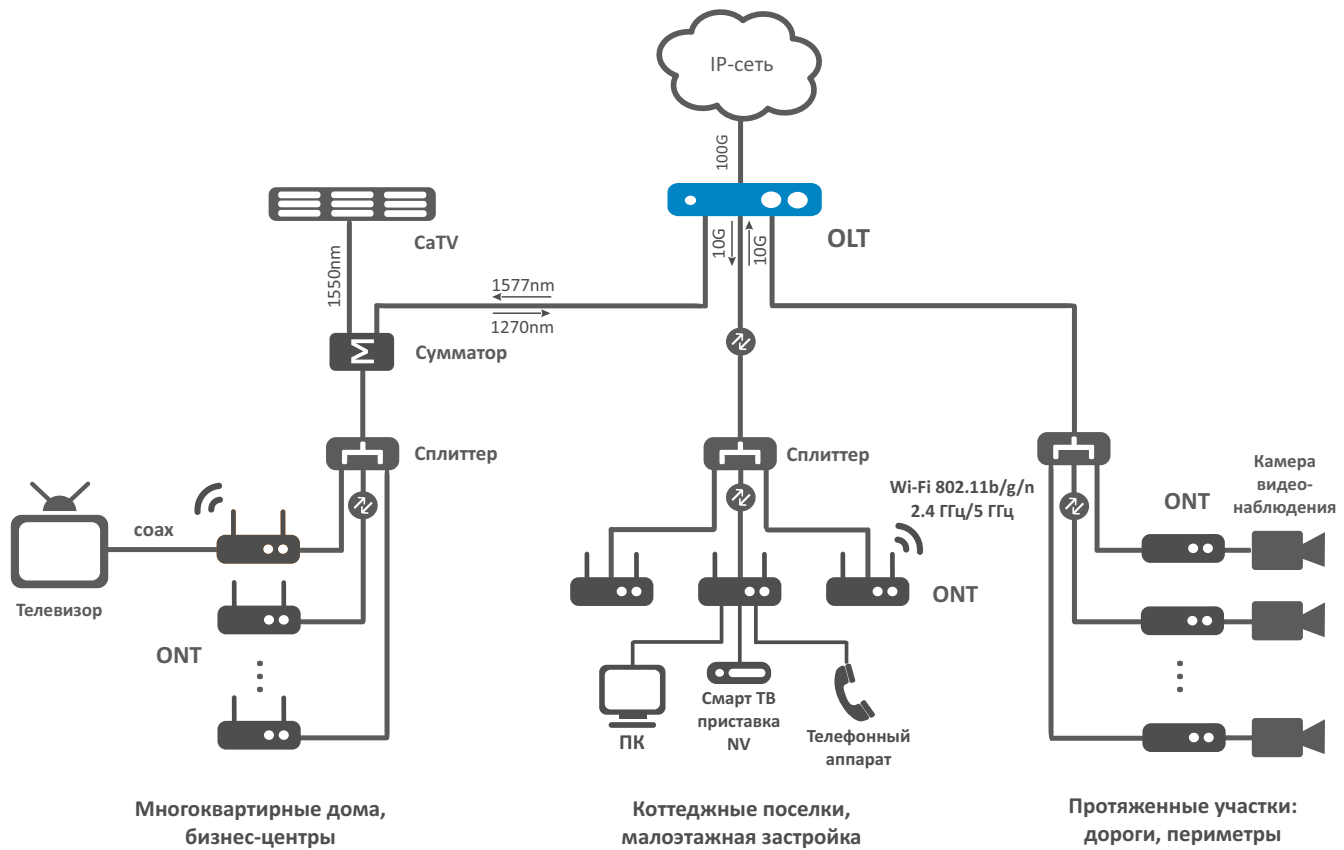 IP-сеть
100G
OLT
10G
10G
CaTV
1550nm
1577nm
1270nm
Сумматор
Сплиттер
coax
Телевизор
ONT
Многоквартирные дома,
бизнес-центры
Сплиттер
Wi-Fi 802.11b/g/n
2.4 ГГц/5 ГГц
ONT
ПК
Смарт ТВ
приставка
NV
Телефонный
аппарат
Коттеджные поселки,
малоэтажная застройка
ONT
Камера
видео-
наблюдения
Протяженные участки:
дороги, периметры